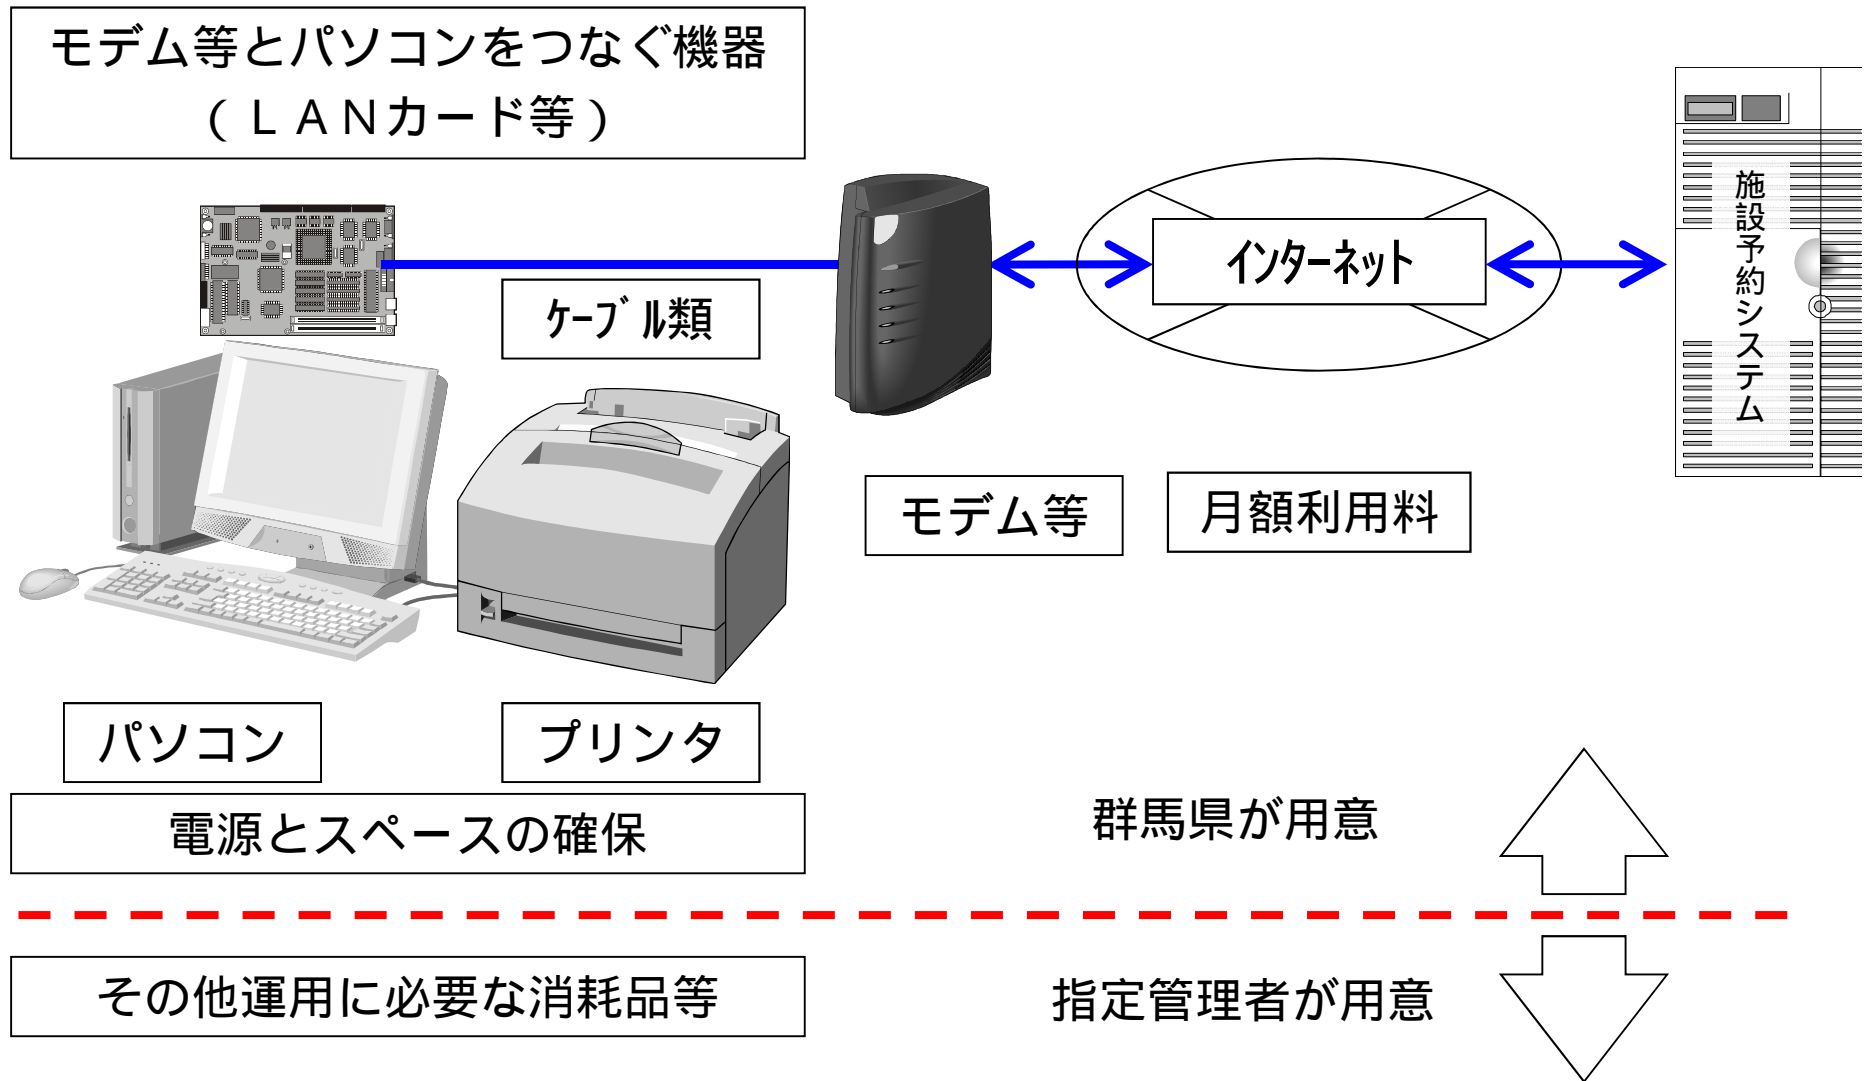 モデム等とパソコンをつなぐ機器
（ＬＡＮカード等）
ｹｰﾌﾞﾙ類
インターネット
施設予約システム
モデム等
月額利用料
パソコン
プリンタ
電源とスペースの確保
群馬県が用意
その他運用に必要な消耗品等
指定管理者が用意